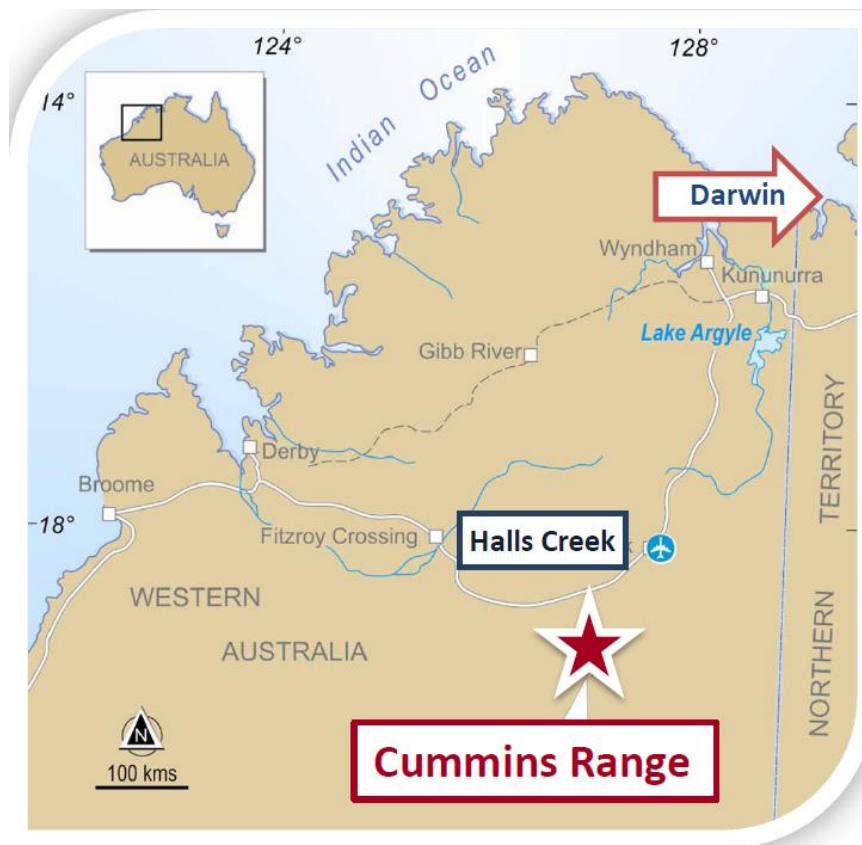 124°
128°
14°
AUSTRALIA
Indian Ocean
Darwin
Wyndham
Kununurra
Lake Argyle
Gibb River
Derby
Broome
18°
Fitzroy Crossing
Halls Creek
k
WESTERN
AUSTRALIA
NORTHERN TERRITORY
N
100 kms
Cummins Range